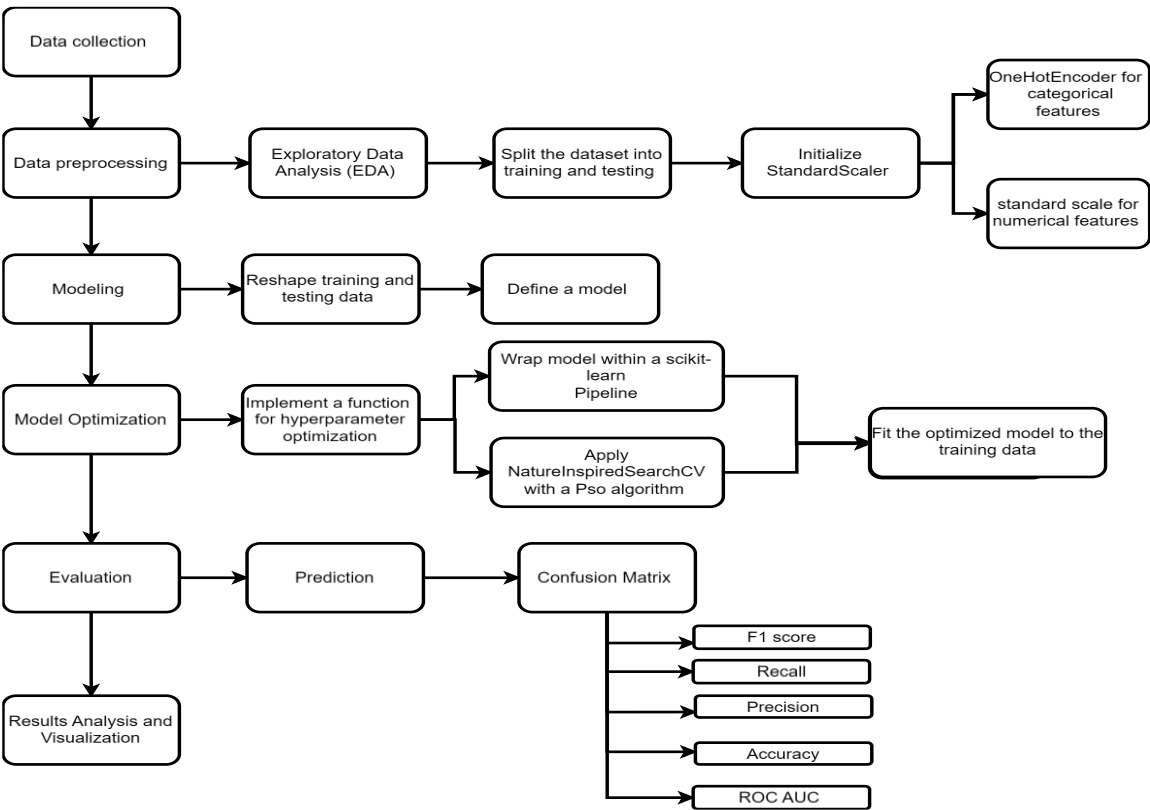 Data collection
Data preprocessing
Exploratory Data
Analysis (EDA)
Split the dataset into
training and testing
Initialize
StandardScaler
OneHotEncoder for
categorical
features
standard scale for
numerical features
Modeling
Reshape training and
testing data
Define a model
Model Optimization
Implement a function
for hyperparameter
optimization
Wrap model within a scikit-
learn
Pipeline
Apply
NatureInspiredSearchCV
with a Pso algorithm
Fit the optimized model to the
training data
Evaluation
Prediction
Confusion Matrix
F1 score
Recall
Precision
Accuracy
ROC AUC
Results Analysis and
Visualization